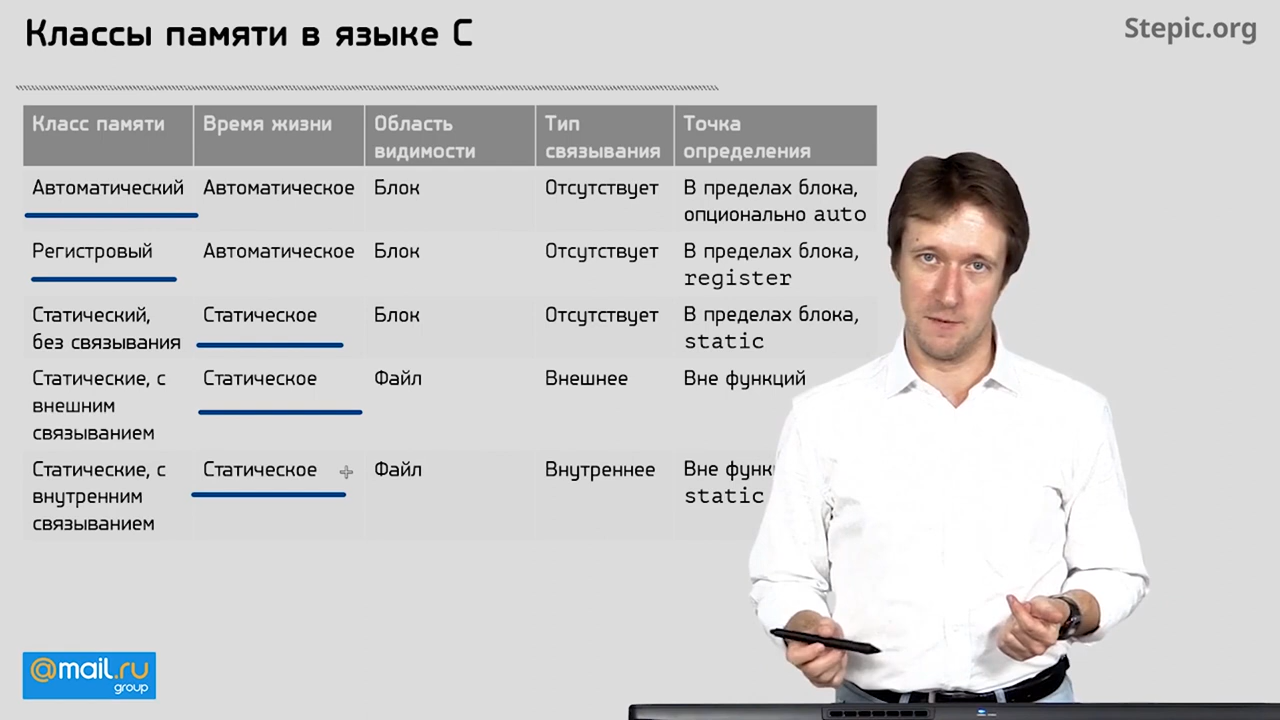 Классы памяти в языке C
Stepic.org
Класс памяти Время жизни Область видимости Тип связывания Точка определения
Автоматический Автоматическое Блок Отсутствует В пределах блока, опционально auto
Регистровый Автоматическое Блок Отсутствует В пределах блока, register
Статический, без связывания Статическое Блок Отсутствует В пределах блока, static
Статические, с внешним связыванием Статическое Файл Внешнее Вне функций
Статические, с внутренним связыванием Статическое Файл Внутреннее Вне static
@mail.ru
group